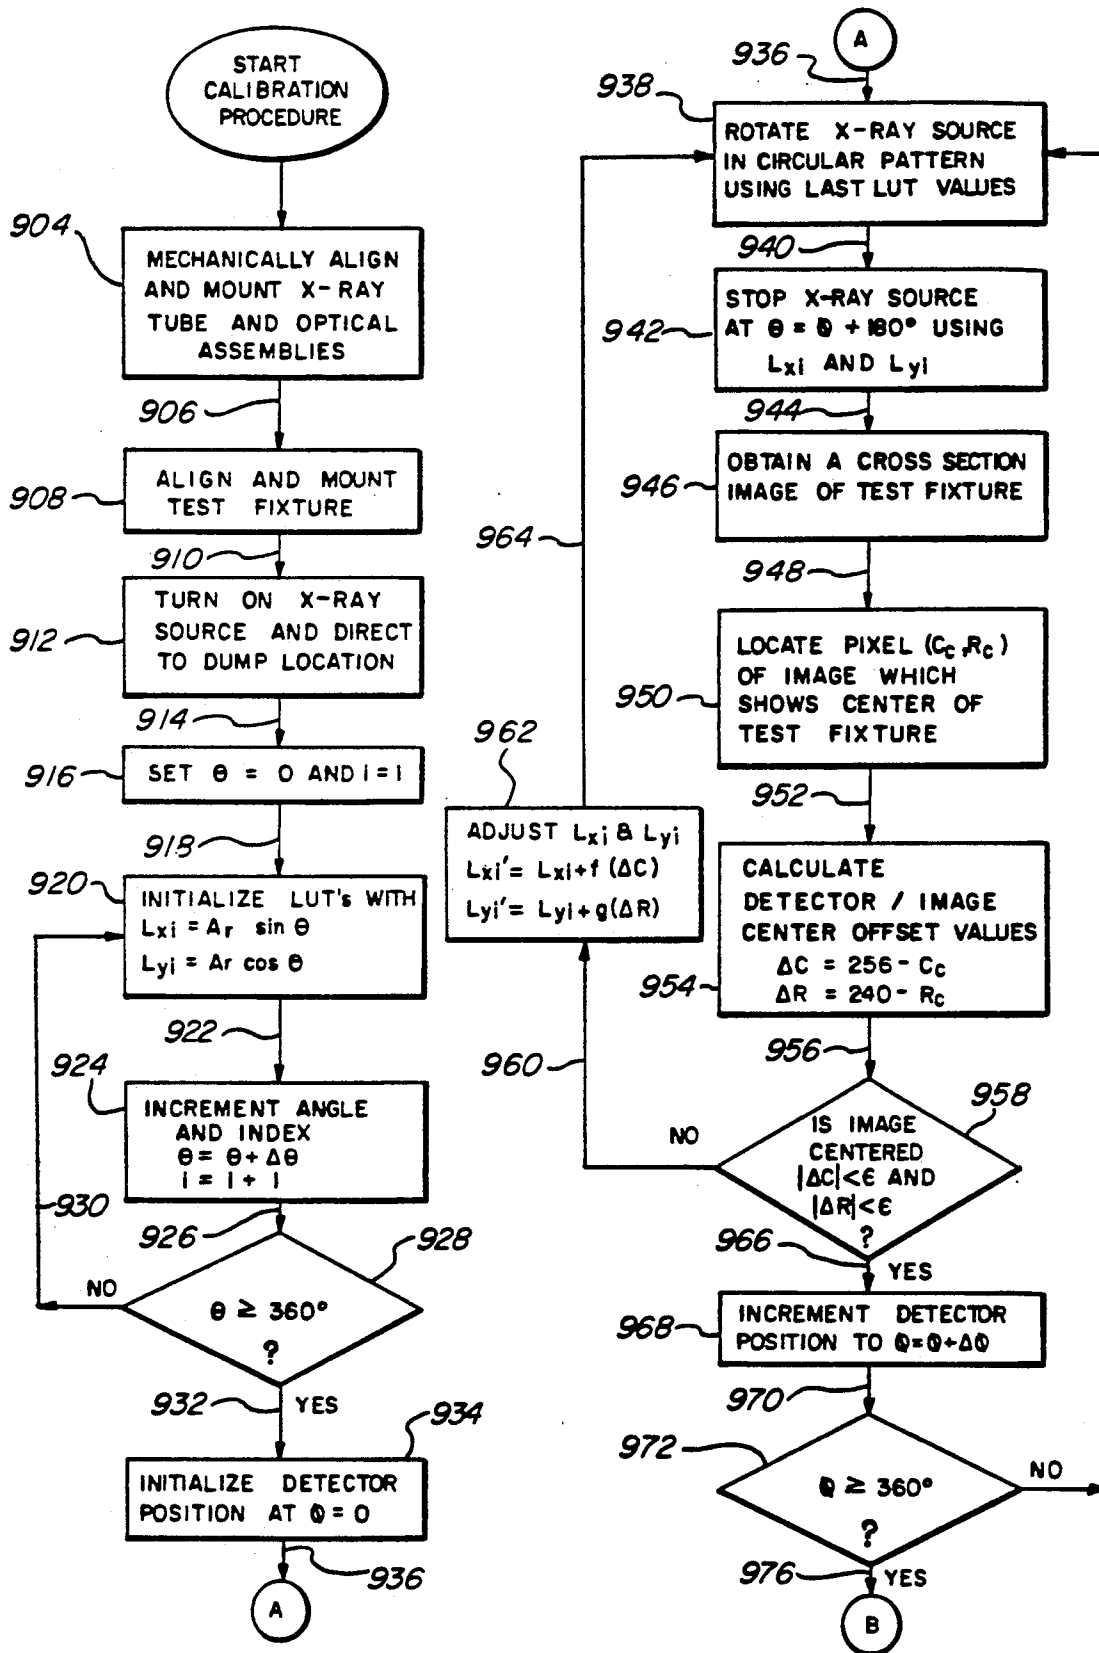 START
CALIBRATION
PROCEDURE
904
MECHANICALLY ALIGN
AND MOUNT X-RAY
TUBE AND OPTICAL
ASSEMBLIES
906
908
ALIGN AND MOUNT
TEST FIXTURE
910
912
TURN ON X-RAY
SOURCE AND DIRECT
TO DUMP LOCATION
914
916
SET θ = 0 AND i = i
918
920
INITIALIZE LUT's WITH
Lxi = Ar sin θ
Lyi = Ar cos θ
922
924
INCREMENT ANGLE
AND INDEX
θ = θ + Δθ
i = i + i
926
928
930
NO
θ ≥ 360°
?
932
YES
934
INITIALIZE DETECTOR
POSITION AT Φ = 0
936
A
A
936
938
ROTATE X-RAY SOURCE
IN CIRCULAR PATTERN
USING LAST LUT VALUES
940
942
STOP X-RAY SOURCE
AT θ = Φ + 180° USING
Lxi AND Lyi
944
946
OBTAIN A CROSS SECTION
IMAGE OF TEST FIXTURE
948
950
LOCATE PIXEL (Cc,Rc)
OF IMAGE WHICH
SHOWS CENTER OF
TEST FIXTURE
952
954
CALCULATE
DETECTOR / IMAGE
CENTER OFFSET VALUES
ΔC = 256 - Cc
ΔR = 240 - Rc
956
958
IS IMAGE
CENTERED
|ΔC|<ε AND
|ΔR|<ε
?
NO
960
962
ADJUST Lxi & Lyi
Lxi' = Lxi + f (ΔC)
Lyi' = Lyi + g(ΔR)
964
966
YES
968
INCREMENT DETECTOR
POSITION TO Φ=Φ+ΔΦ
970
972
Φ ≥ 360°
?
NO
976
YES
B